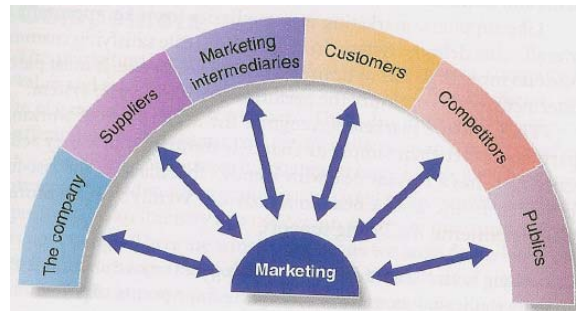 The company
Suppliers
Marketing
intermediaries
Customers
Competitors
Publics
Marketing